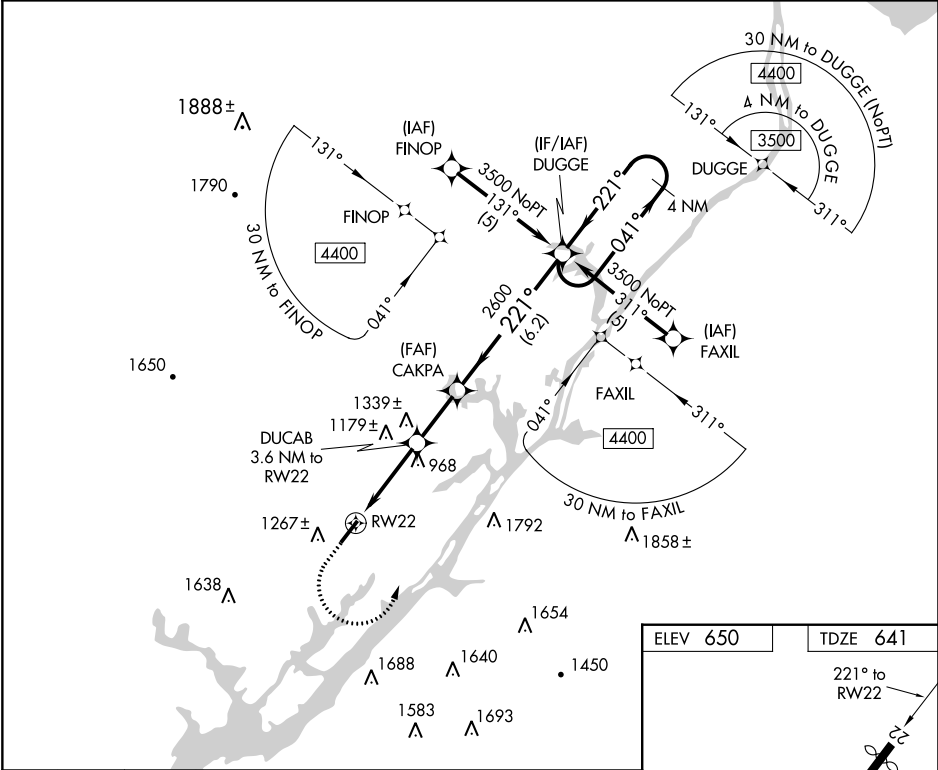 30 NM to DUGGE (NoPT)
4400
4 NM to DUGGE
3500
131°
DUGGE
311°
1888±
(IAF)
FINOP
(IF/IAF)
DUGGE
131°
3500 NoPT
131°
(5)
221°
041°
4 NM
1790
FINOP
4400
30 NM to FINOP
041°
3500 NoPT
311°
(5)
(IAF)
FAXIL
2600
221°
(6.2)
(FAF)
CAKPA
1650
FAXIL
041°
311°
4400
30 NM to FAXIL
1339±
1179±
DUCAB
3.6 NM to
RW22
968
1267±
RW22
1792
1858±
1638
1654
1688
1640
1450
1583
1693
ELEV 650
TDZE 641
221° to
RW22
22